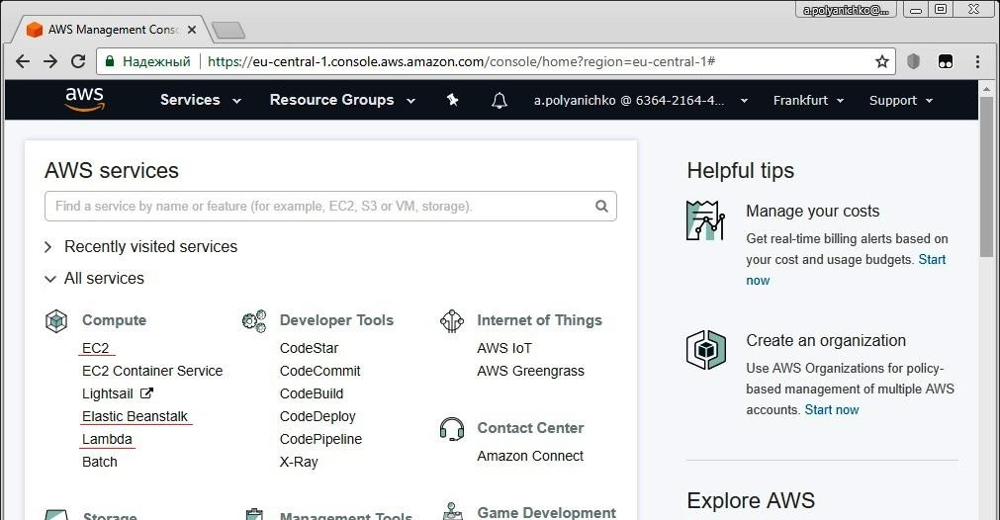 a.polyanichko@...
AWS Management Consc
Надежный
https://eu-central-1.console.aws.amazon.com/console/home?region=eu-central-1#
aws
Services
Resource Groups
a.polyanichko @ 6364-2164-4...
Frankfurt
Support
AWS services
Find a service by name or feature (for example, EC2, S3 or VM, storage).
Recently visited services
All services
Compute
EC2
EC2 Container Service
Lightsail
Elastic Beanstalk
Lambda
Batch
Developer Tools
CodeStar
CodeCommit
CodeBuild
CodeDeploy
CodePipeline
X-Ray
Internet of Things
AWS IoT
AWS Greengrass
Contact Center
Amazon Connect
Storage
Management Tools
Game Development
Helpful tips
Manage your costs
Get real-time billing alerts based on
your cost and usage budgets. Start
now
Create an organization
Use AWS Organizations for policy-
based management of multiple AWS
accounts. Start now
Explore AWS